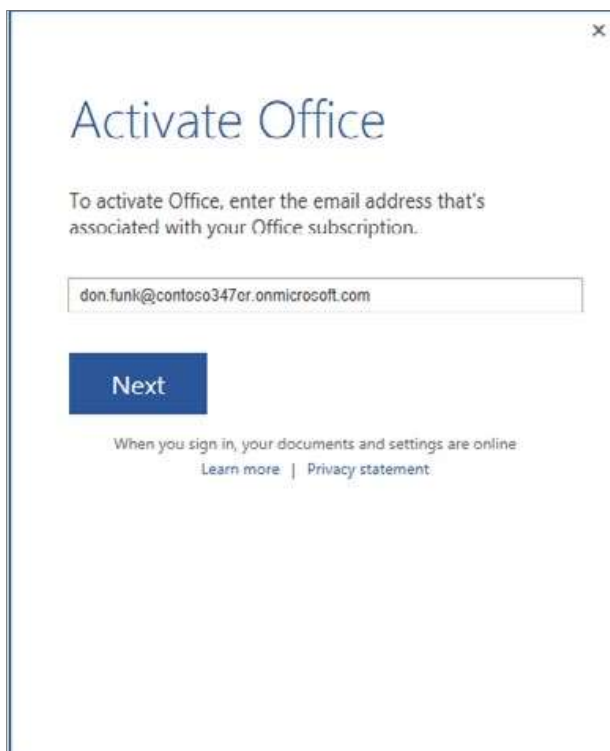 Activate Office
To activate Office, enter the email address that's
associated with your Office subscription.
don.funk@contoso347er.onmicrosoft.com
Next
When you sign in, your documents and settings are online
Learn more | Privacy statement